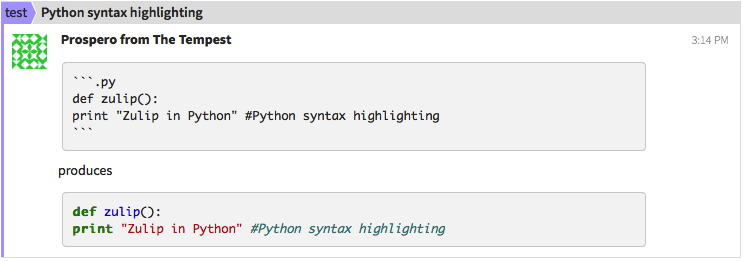 test Python syntax highlighting
Prospero from The Tempest 3:14 PM
```.py
def zulip():
print "Zulip in Python" #Python syntax highlighting
```
produces
def zulip():
print "Zulip in Python" #Python syntax highlighting